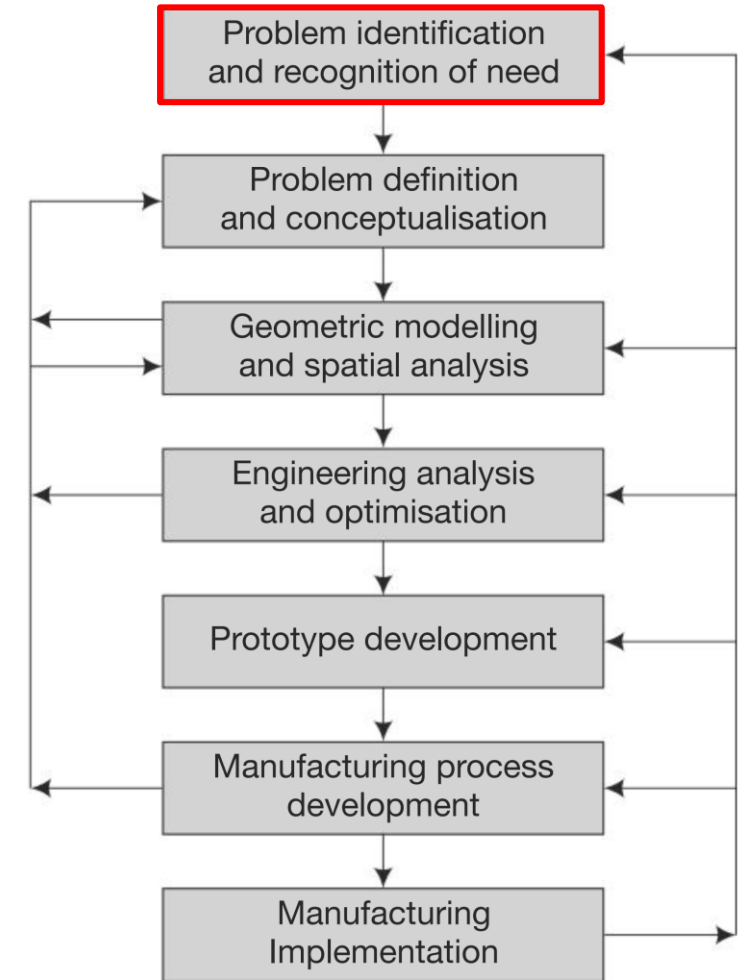 Problem identification
and recognition of need
Problem definition
and conceptualisation
Geometric modelling
and spatial analysis
Engineering analysis
and optimisation
Prototype development
Manufacturing process
development
Manufacturing
Implementation